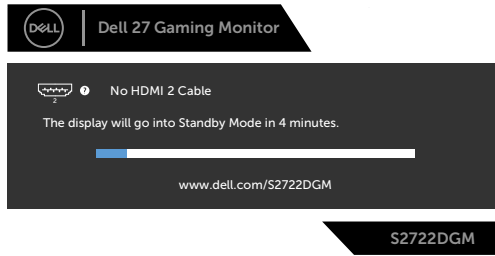 DELL
Dell 27 Gaming Monitor
2
?
No HDMI 2 Cable
The display will go into Standby Mode in 4 minutes.
www.dell.com/S2722DGM
S2722DGM